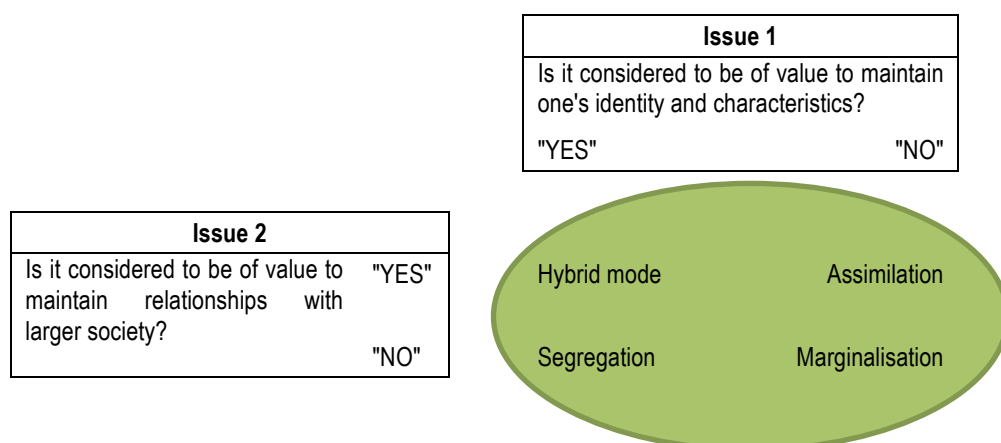 Issue 1
Is it considered to be of value to maintain
one's identity and characteristics?
"YES" "NO"
Issue 2
Is it considered to be of value to "YES"
maintain relationships with
larger society?
"NO"
Hybrid mode Assimilation
Segregation Marginalisation